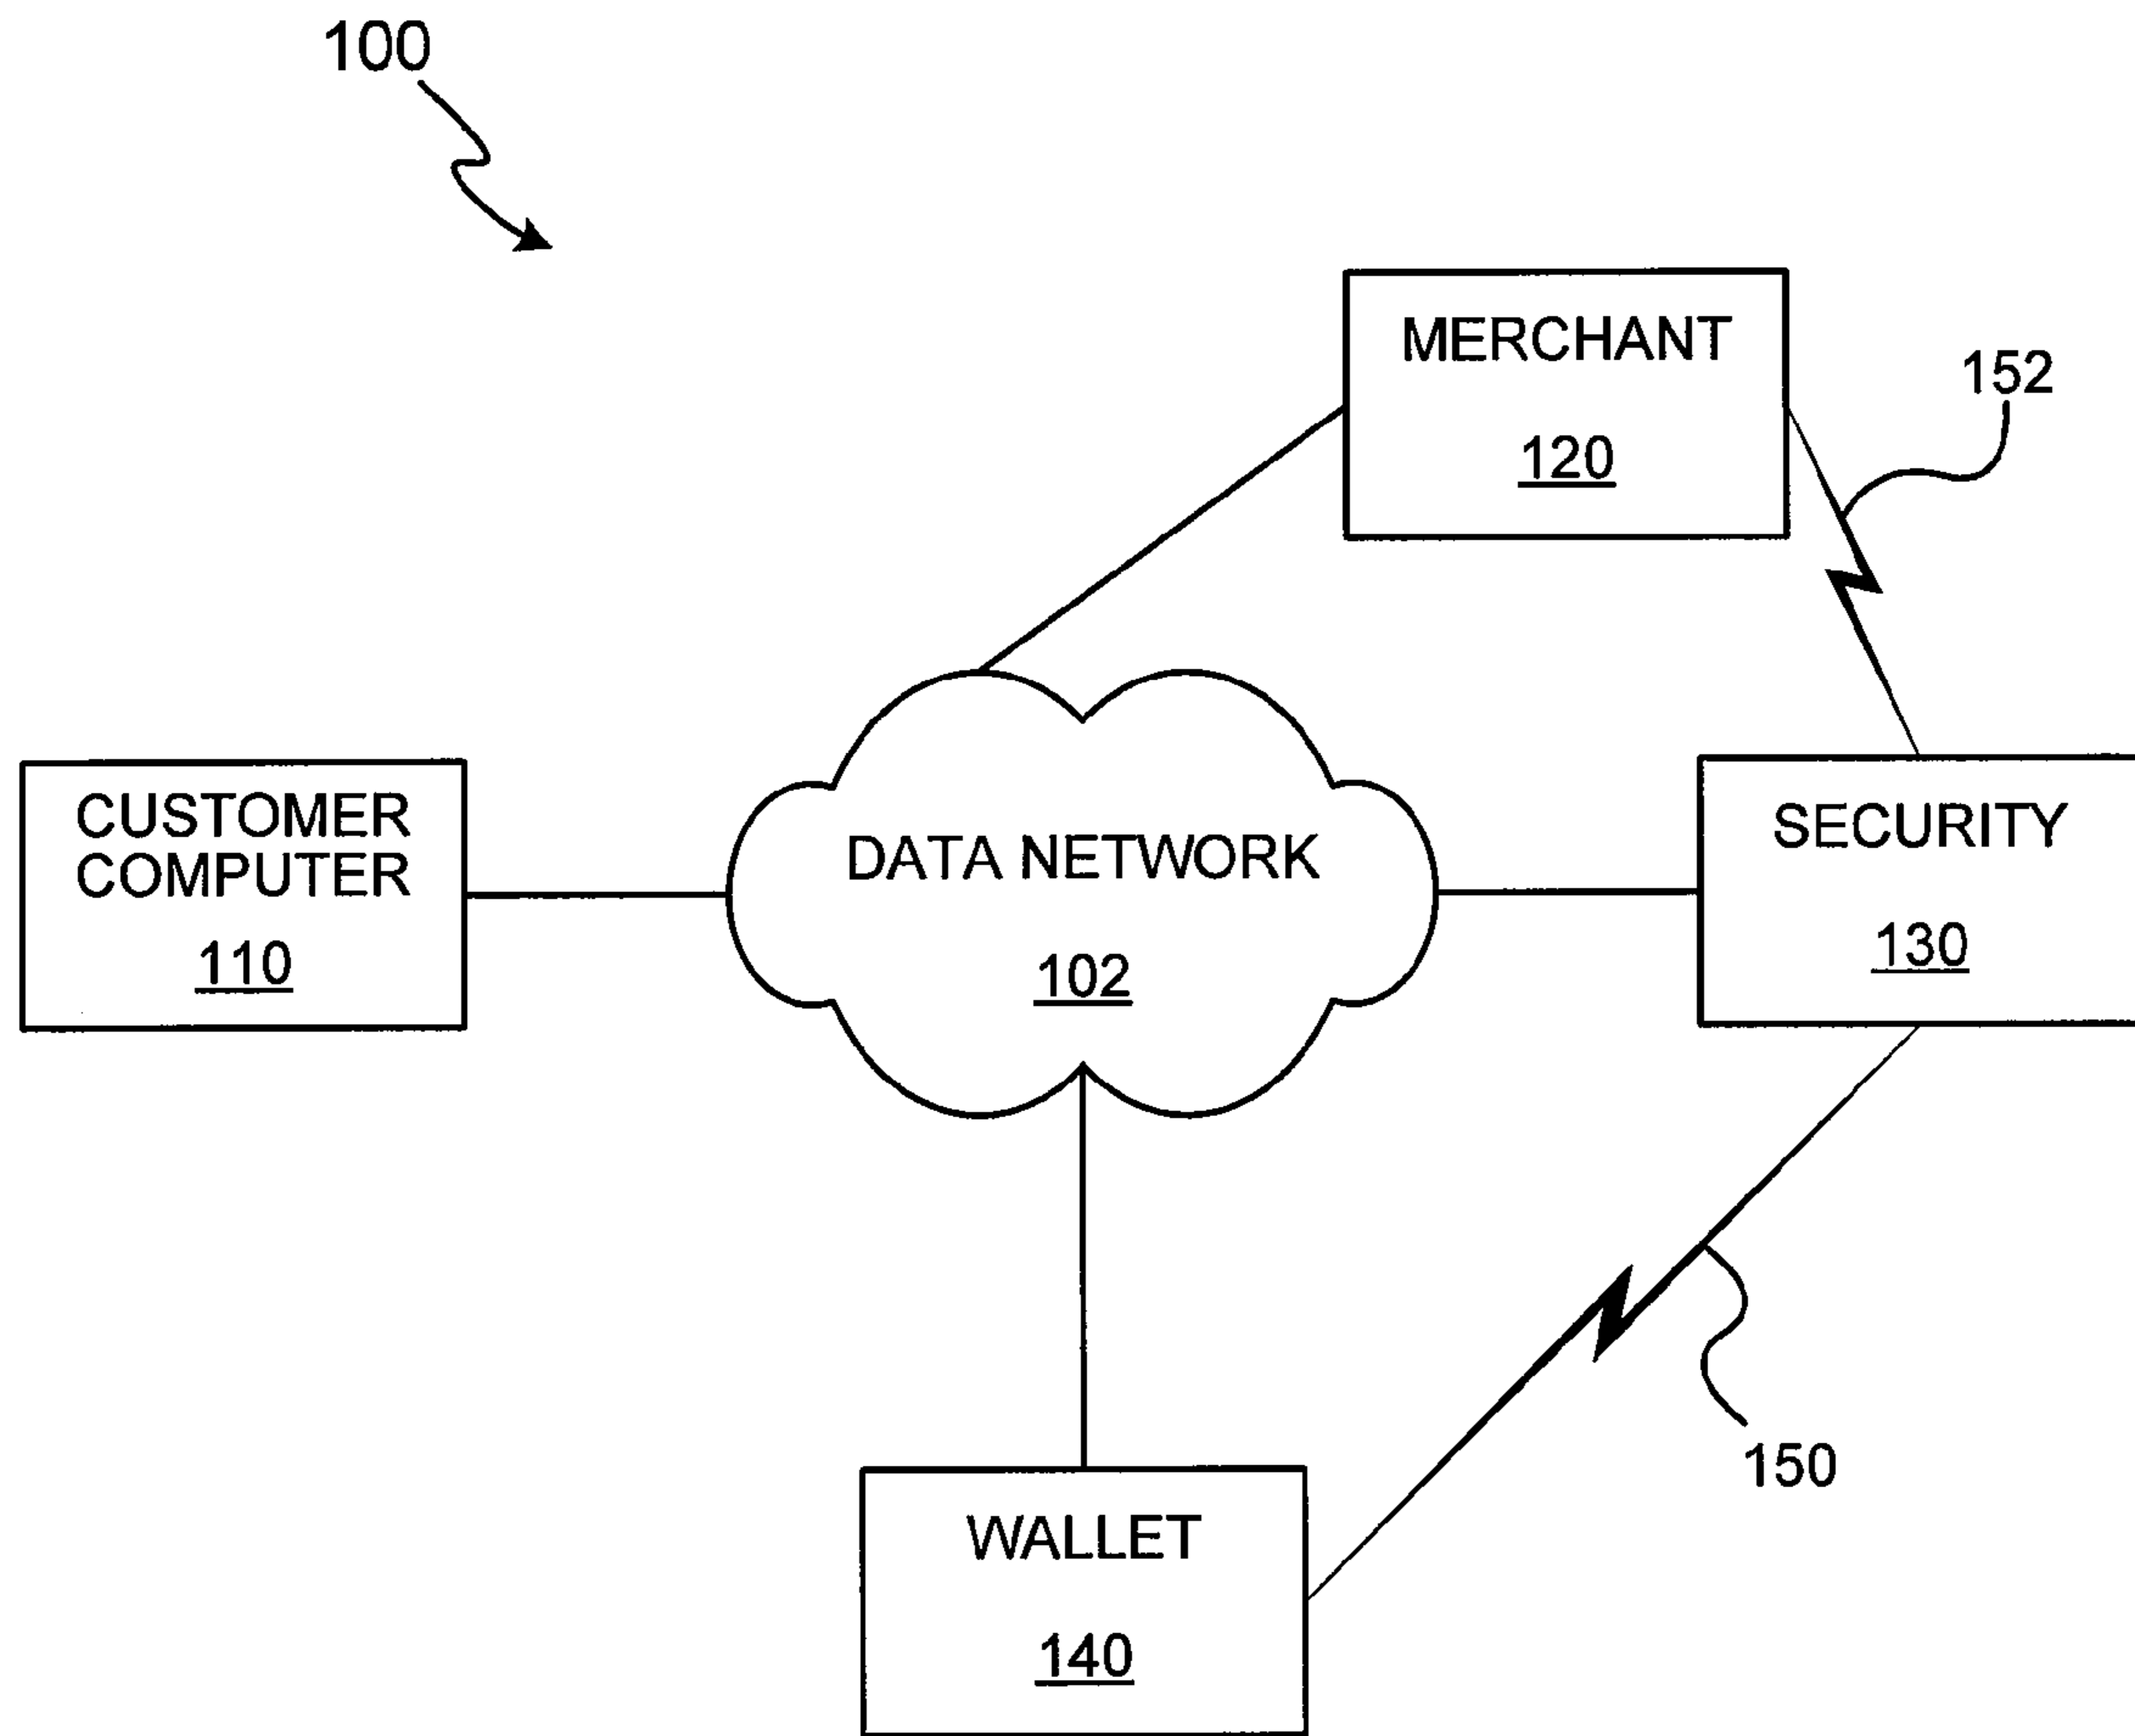 100
MERCHANT
120
152
CUSTOMER
COMPUTER
110
DATA NETWORK
102
SECURITY
130
150
WALLET
140